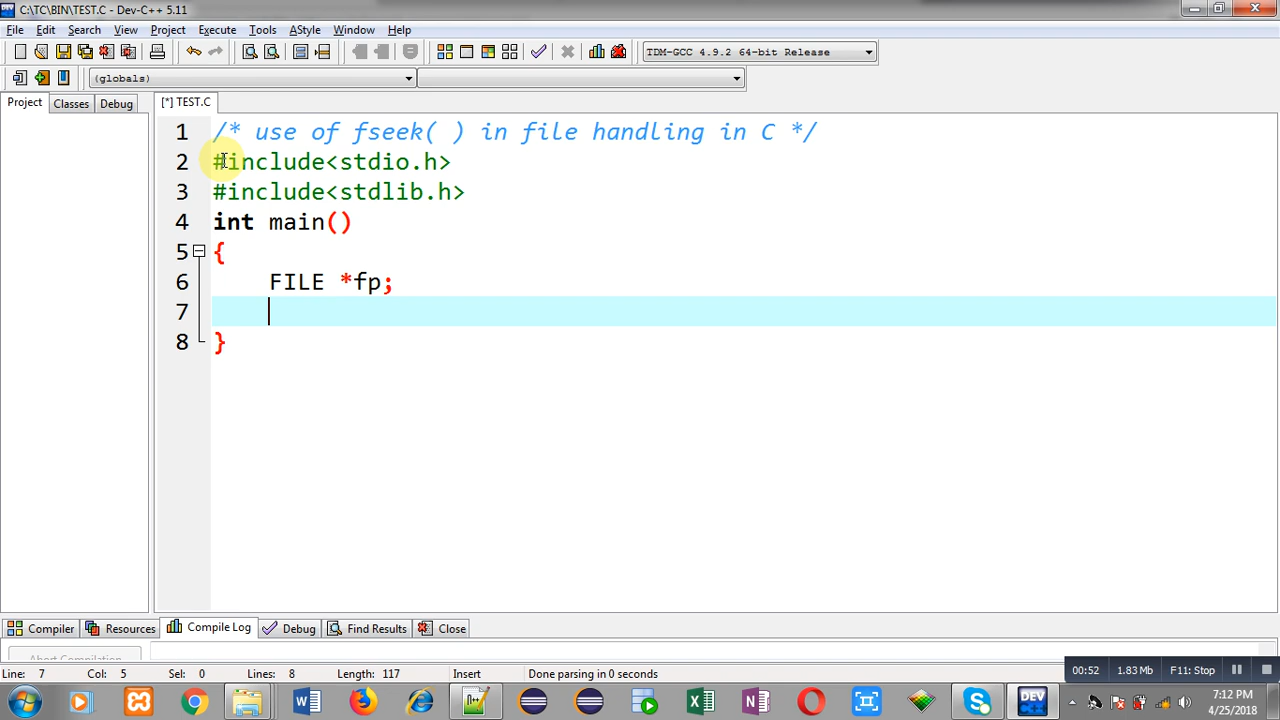 C:\TC\BIN\TEST.C - Dev-C++ 5.11
File Edit Search View Project Execute Tools AStyle Window Help
TDM-GCC 4.9.2 64-bit Release
(globals)
Project Classes Debug [*] TEST.C
1 /* use of fseek( ) in file handling in C */
2 #include<stdio.h>
3 #include<stdlib.h>
4 int main()
5 {
6 FILE *fp;
7
8 }
Compiler Resources Compile Log Debug Find Results Close
Abort Compilation
Line: 7 Col: 5 Sel: 0 Lines: 8 Length: 117 Insert Done parsing in 0 seconds
00:52 1.83 Mb F11: Stop
DEV
7:12 PM
4/25/2018